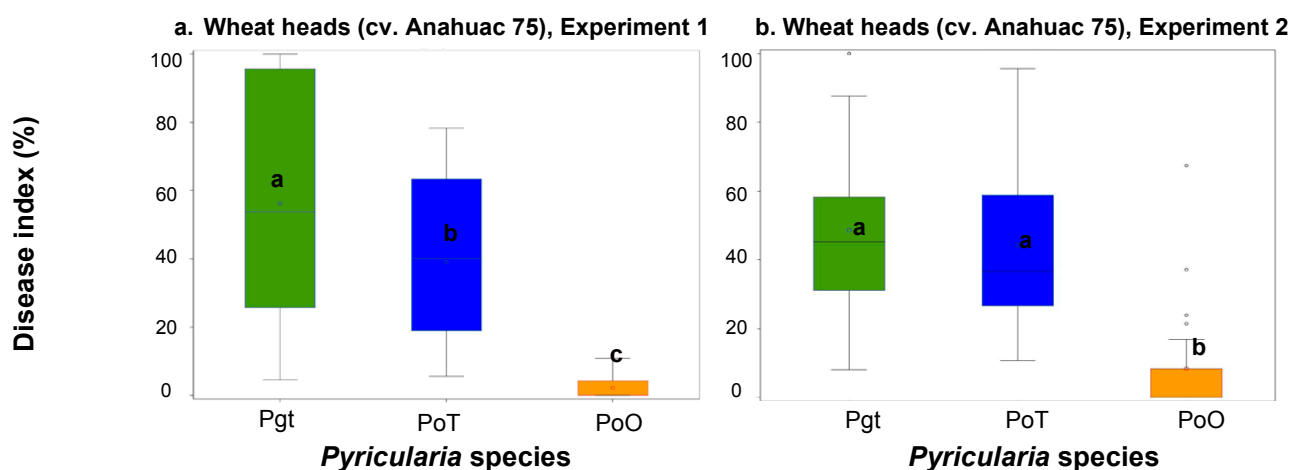 a. Wheat heads (cv. Anahuac 75), Experiment 1
b. Wheat heads (cv. Anahuac 75), Experiment 2
Disease index (%)
100
80
60
40
20
0
a
b
c
Pgt
PoT
PoO
Pyricularia species
100
80
60
40
20
0
a
a
b
Pgt
PoT
PoO
Pyricularia species